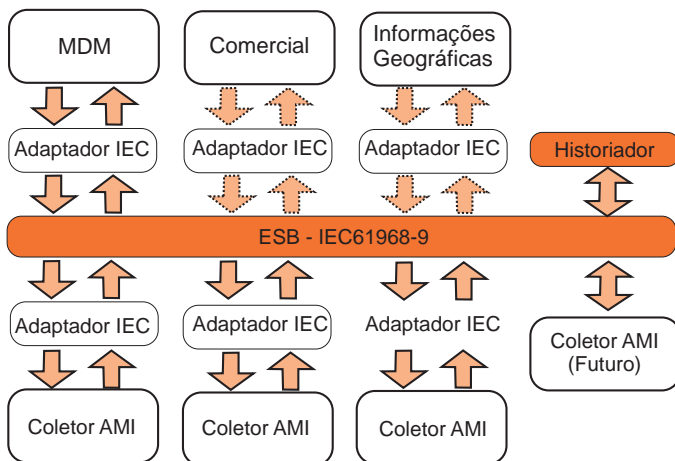 MDM
Comercial
Informações
Geográficas
Adaptador IEC
Adaptador IEC
Adaptador IEC
Historiador
ESB - IEC61968-9
Adaptador IEC
Adaptador IEC
Adaptador IEC
Coletor AMI
(Futuro)
Coletor AMI
Coletor AMI
Coletor AMI